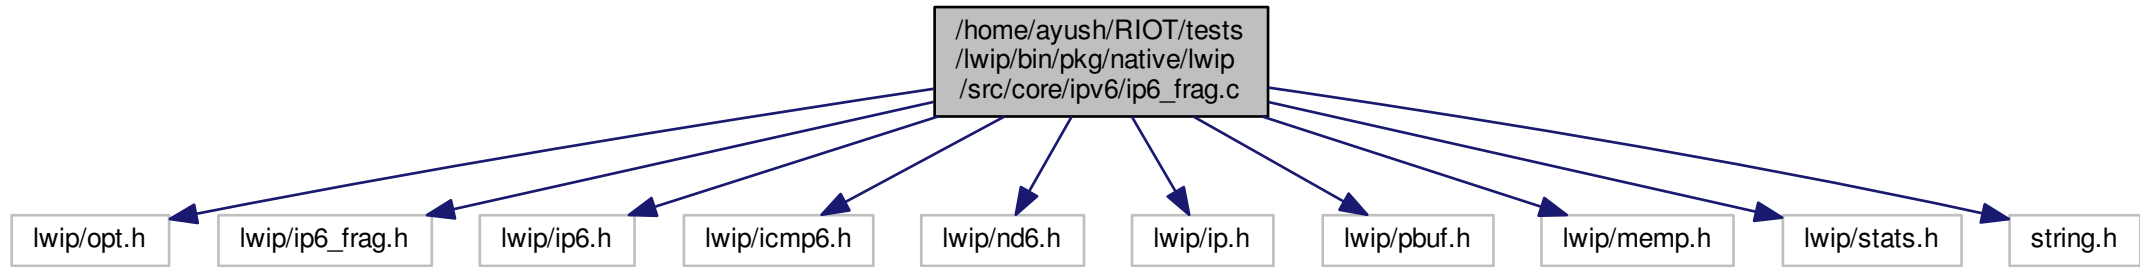 /home/ayush/RIOT/tests
/lwip/bin/pkg/native/lwip
/src/core/ipv6/ip6_frag.c
lwip/opt.h
lwip/ip6_frag.h
lwip/ip6.h
lwip/icmp6.h
lwip/nd6.h
lwip/ip.h
lwip/pbuf.h
lwip/memp.h
lwip/stats.h
string.h